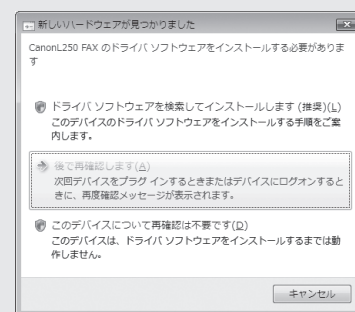 新しいハードウェアが見つかりました
CanonL250 FAX のドライバ ソフトウェアをインストールする必要がありま
す
ドライバ ソフトウェアを検索してインストールします (推奨)(L)
このデバイスのドライバ ソフトウェアをインストールする手順をご案
内します。
後で再確認します(A)
次回デバイスをプラグ インするときまたはデバイスにログオンすると
きに、再度確認メッセージが表示されます。
このデバイスについて再確認は不要です(D)
このデバイスは、ドライバ ソフトウェアをインストールするまでは動
作しません。
キャンセル